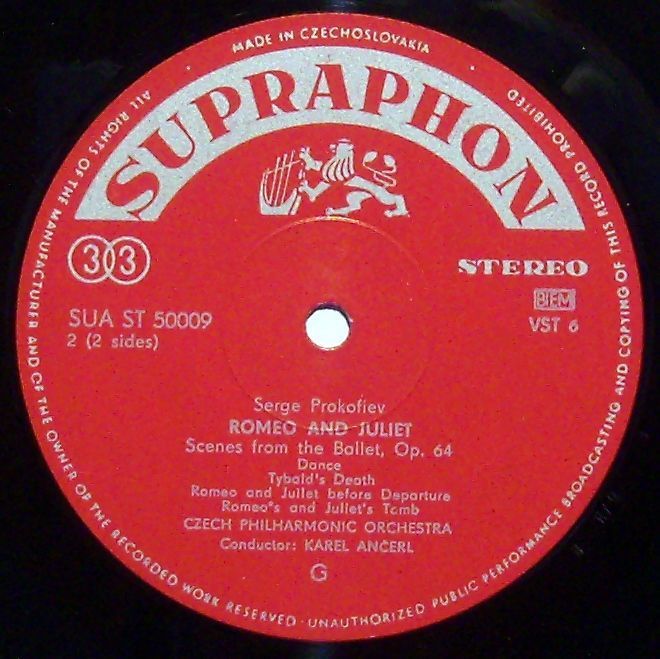 MADE IN CZECHOSLOVAKIA
SUPRAPHON
33
STEREO
SUA ST 50009
BIEM
2 (2 sides)
VST 6
Serge Prokofiev
ROMEO AND JULIET
Scenes from the Ballet, Op. 64
Dance
Tybald's Death
Romeo and Juliet before Departure
Romeo's and Juliet's Tomb
CZECH PHILHARMONIC ORCHESTRA
Conductor: KAREL ANČERL
G
ALL RIGHTS OF THE MANUFACTURER AND OF THE OWNER OF THE RECORDED WORK RESERVED · UNAUTHORIZED PUBLIC PERFORMANCE BROADCASTING AND COPYING OF THIS RECORD PROHIBITED